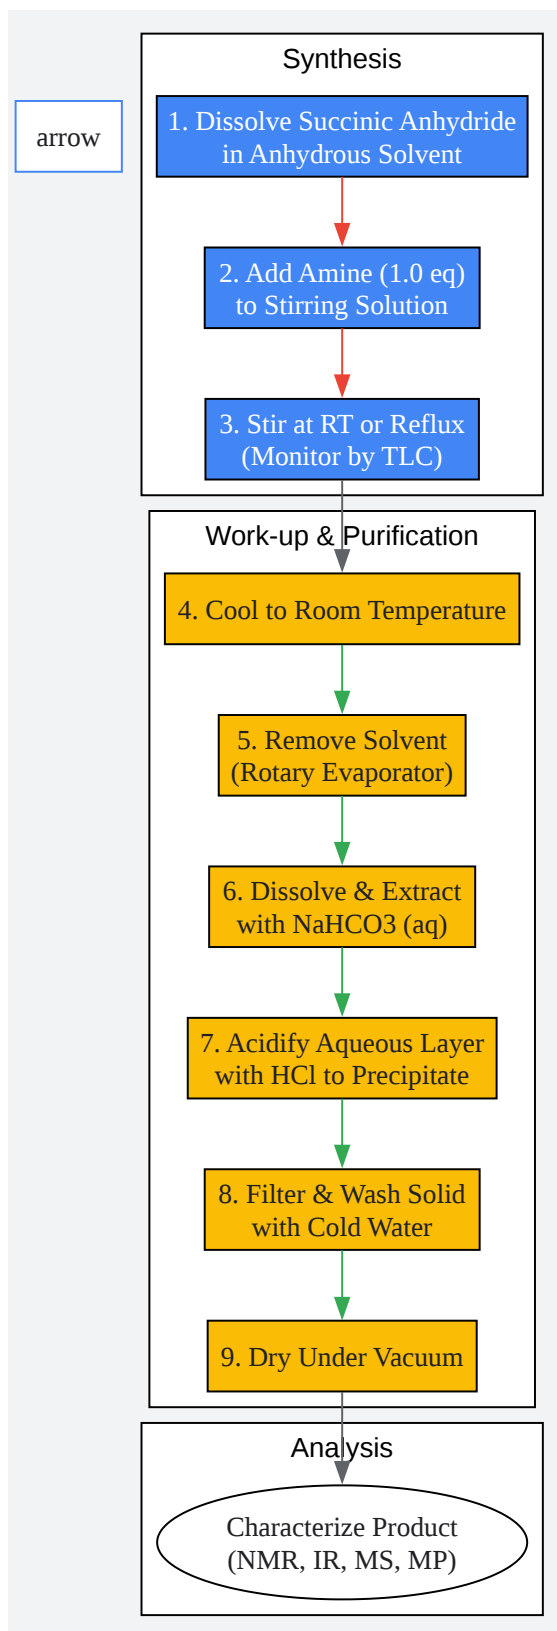 Synthesis
arrow
1. Dissolve Succinic Anhydride
in Anhydrous Solvent
2. Add Amine (1.0 eq)
to Stirring Solution
3. Stir at RT or Reflux
(Monitor by TLC)
Work-up & Purification
4. Cool to Room Temperature
5. Remove Solvent
(Rotary Evaporator)
6. Dissolve & Extract
with NaHCO3 (aq)
7. Acidify Aqueous Layer
with HCl to Precipitate
8. Filter & Wash Solid
with Cold Water
9. Dry Under Vacuum
Analysis
Characterize Product
(NMR, IR, MS, MP)